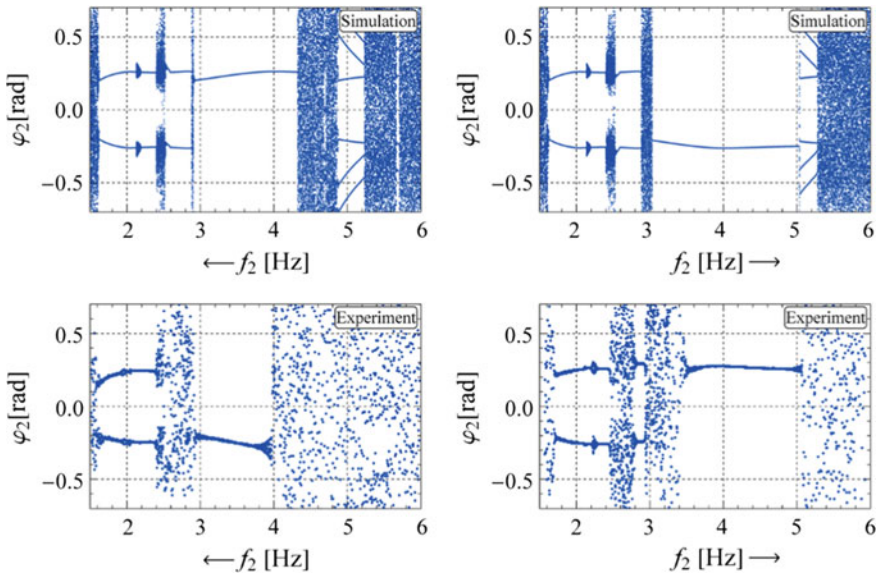 Simulation
0.5
0.0
−0.5
φ2[rad]
2 3 4 5 6
⟵ f2 [Hz]
Simulation
0.5
0.0
−0.5
φ2[rad]
2 3 4 5 6
f2 [Hz] ⟶
Experiment
0.5
0.0
−0.5
φ2[rad]
2 3 4 5 6
⟵ f2 [Hz]
Experiment
0.5
0.0
−0.5
φ2[rad]
2 3 4 5 6
f2 [Hz] ⟶